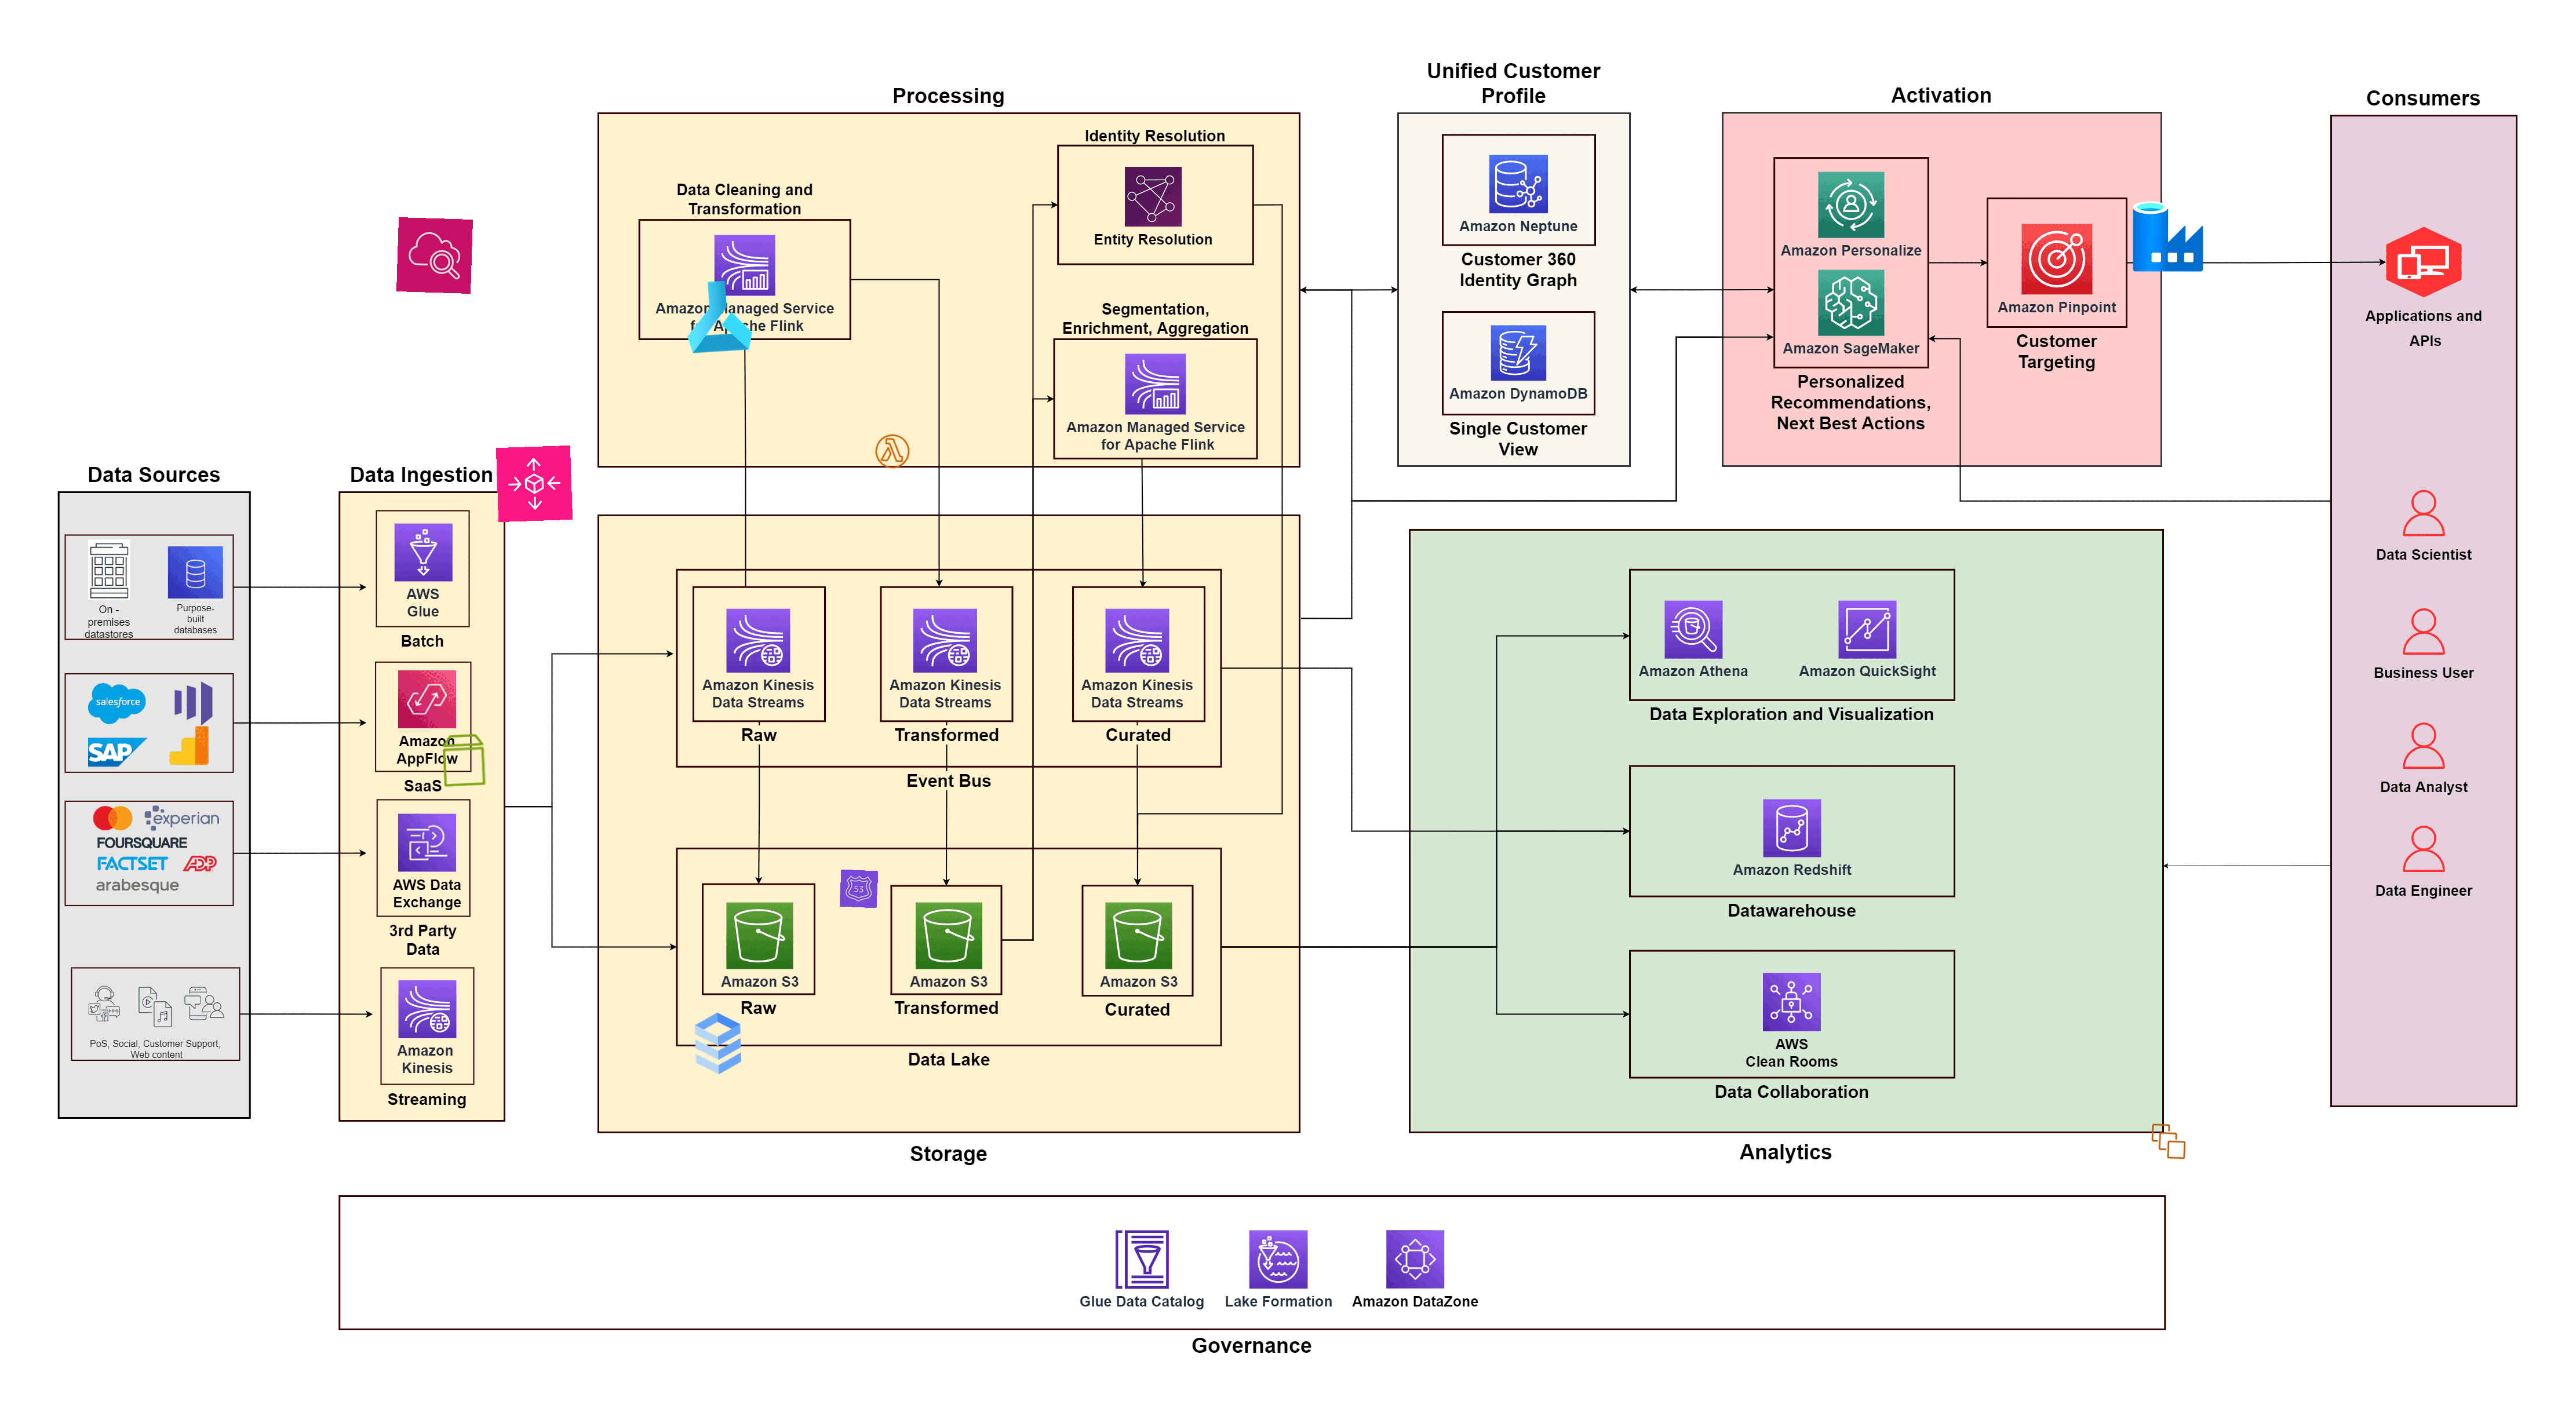 Processing
Unified Customer
Profile
Activation
Consumers
Identity Resolution
Entity Resolution
Data Cleaning and
Transformation
Amazon Managed Service
for Apache Flink
Segmentation,
Enrichment, Aggregation
Amazon Managed Service
for Apache Flink
Amazon Neptune
Customer 360
Identity Graph
Amazon DynamoDB
Single Customer
View
Amazon Personalize
Amazon SageMaker
Personalized
Recommendations,
Next Best Actions
Amazon Pinpoint
Customer
Targeting
Applications and
APIs
Data Scientist
Business User
Data Analyst
Data Engineer
Data Sources
On -
premises
datastores
Purpose-
built
databases
salesforce
SAP
experian
FOURSQUARE
FACTSET
ADP
arabesque
PoS, Social, Customer Support,
Web content
Data Ingestion
AWS
Glue
Batch
Amazon
AppFlow
SaaS
AWS Data
Exchange
3rd Party
Data
Amazon
Kinesis
Streaming
Amazon Kinesis
Data Streams
Raw
Amazon Kinesis
Data Streams
Transformed
Amazon Kinesis
Data Streams
Curated
Event Bus
53
Amazon S3
Raw
Amazon S3
Transformed
Amazon S3
Curated
Data Lake
Storage
Amazon Athena
Amazon QuickSight
Data Exploration and Visualization
Amazon Redshift
Datawarehouse
AWS
Clean Rooms
Data Collaboration
Analytics
Glue Data Catalog
Lake Formation
Amazon DataZone
Governance